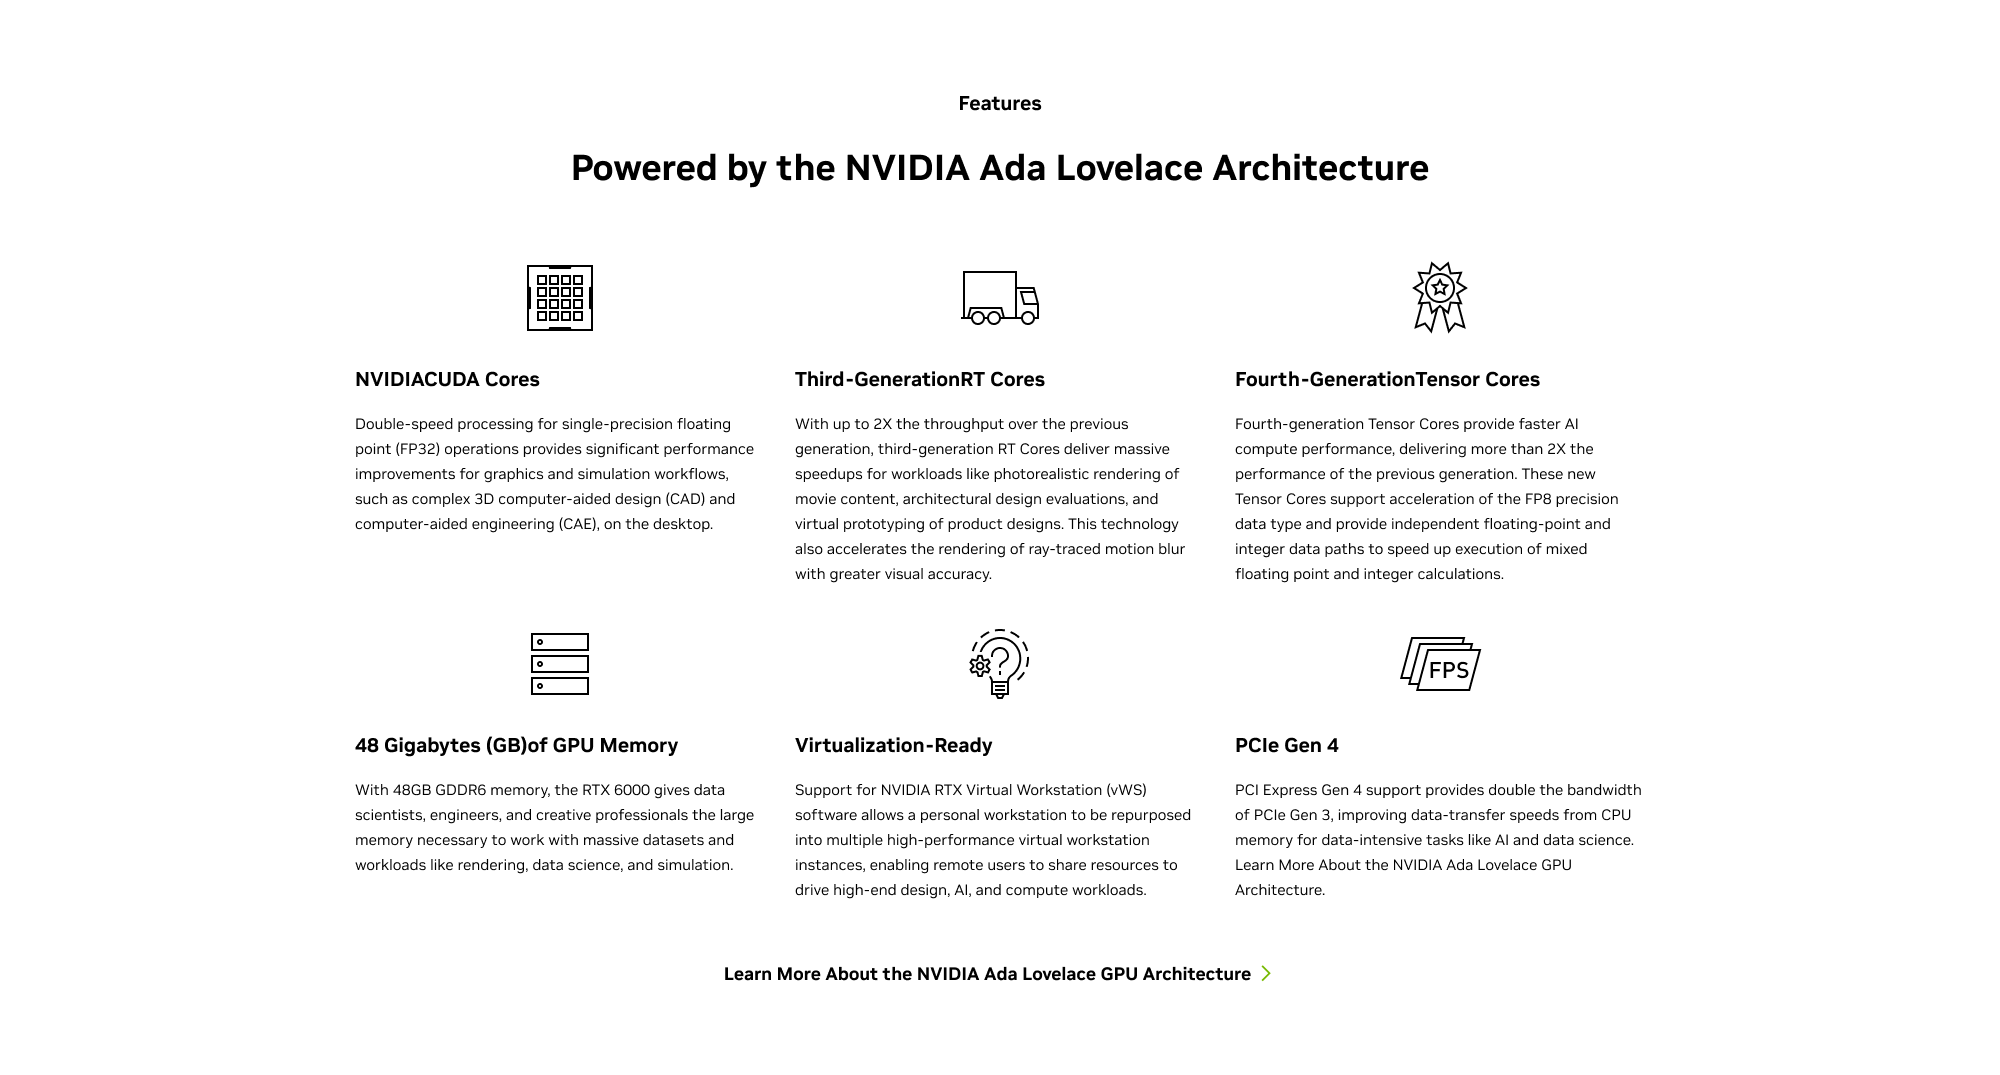 Features
Powered by the NVIDIA Ada Lovelace Architecture
NVIDIACUDA Cores
Double-speed processing for single-precision floating
point (FP32) operations provides significant performance
improvements for graphics and simulation workflows,
such as complex 3D computer-aided design (CAD) and
computer-aided engineering (CAE), on the desktop.
Third-GenerationRT Cores
With up to 2X the throughput over the previous
generation, third-generation RT Cores deliver massive
speedups for workloads like photorealistic rendering of
movie content, architectural design evaluations, and
virtual prototyping of product designs. This technology
also accelerates the rendering of ray-traced motion blur
with greater visual accuracy.
Fourth-GenerationTensor Cores
Fourth-generation Tensor Cores provide faster AI
compute performance, delivering more than 2X the
performance of the previous generation. These new
Tensor Cores support acceleration of the FP8 precision
data type and provide independent floating-point and
integer data paths to speed up execution of mixed
floating point and integer calculations.
48 Gigabytes (GB)of GPU Memory
With 48GB GDDR6 memory, the RTX 6000 gives data
scientists, engineers, and creative professionals the large
memory necessary to work with massive datasets and
workloads like rendering, data science, and simulation.
Virtualization-Ready
Support for NVIDIA RTX Virtual Workstation (vWS)
software allows a personal workstation to be repurposed
into multiple high-performance virtual workstation
instances, enabling remote users to share resources to
drive high-end design, AI, and compute workloads.
FPS
PCIe Gen 4
PCI Express Gen 4 support provides double the bandwidth
of PCIe Gen 3, improving data-transfer speeds from CPU
memory for data-intensive tasks like AI and data science.
Learn More About the NVIDIA Ada Lovelace GPU
Architecture.
Learn More About the NVIDIA Ada Lovelace GPU Architecture